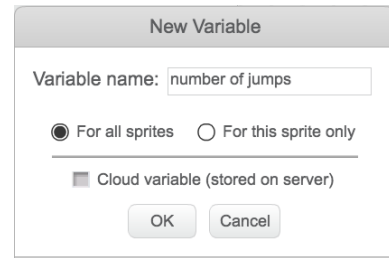 New Variable
Variable name: number of jumps
For all sprites For this sprite only
Cloud variable (stored on server)
OK Cancel